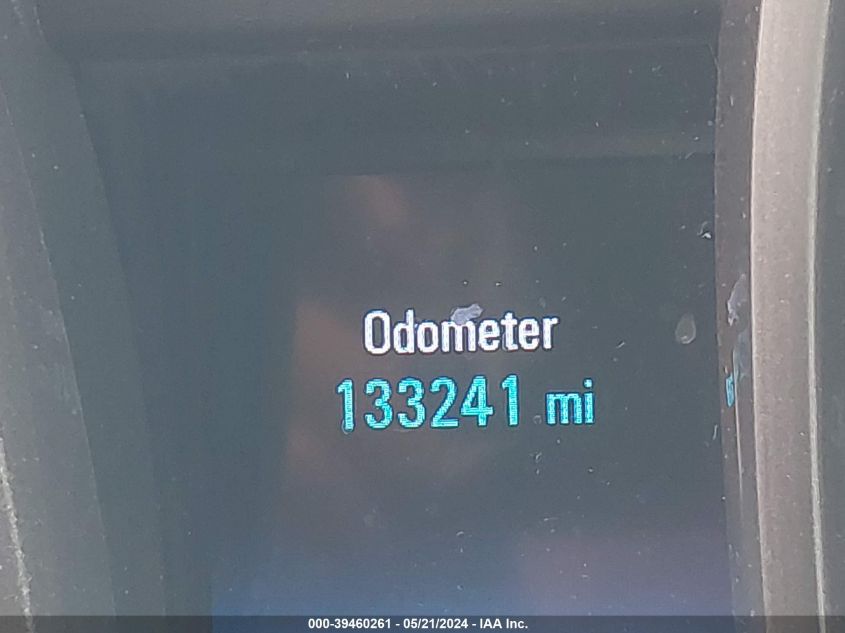 Odometer
133241 mi
000-39460261 - 05/21/2024 - IAA Inc.